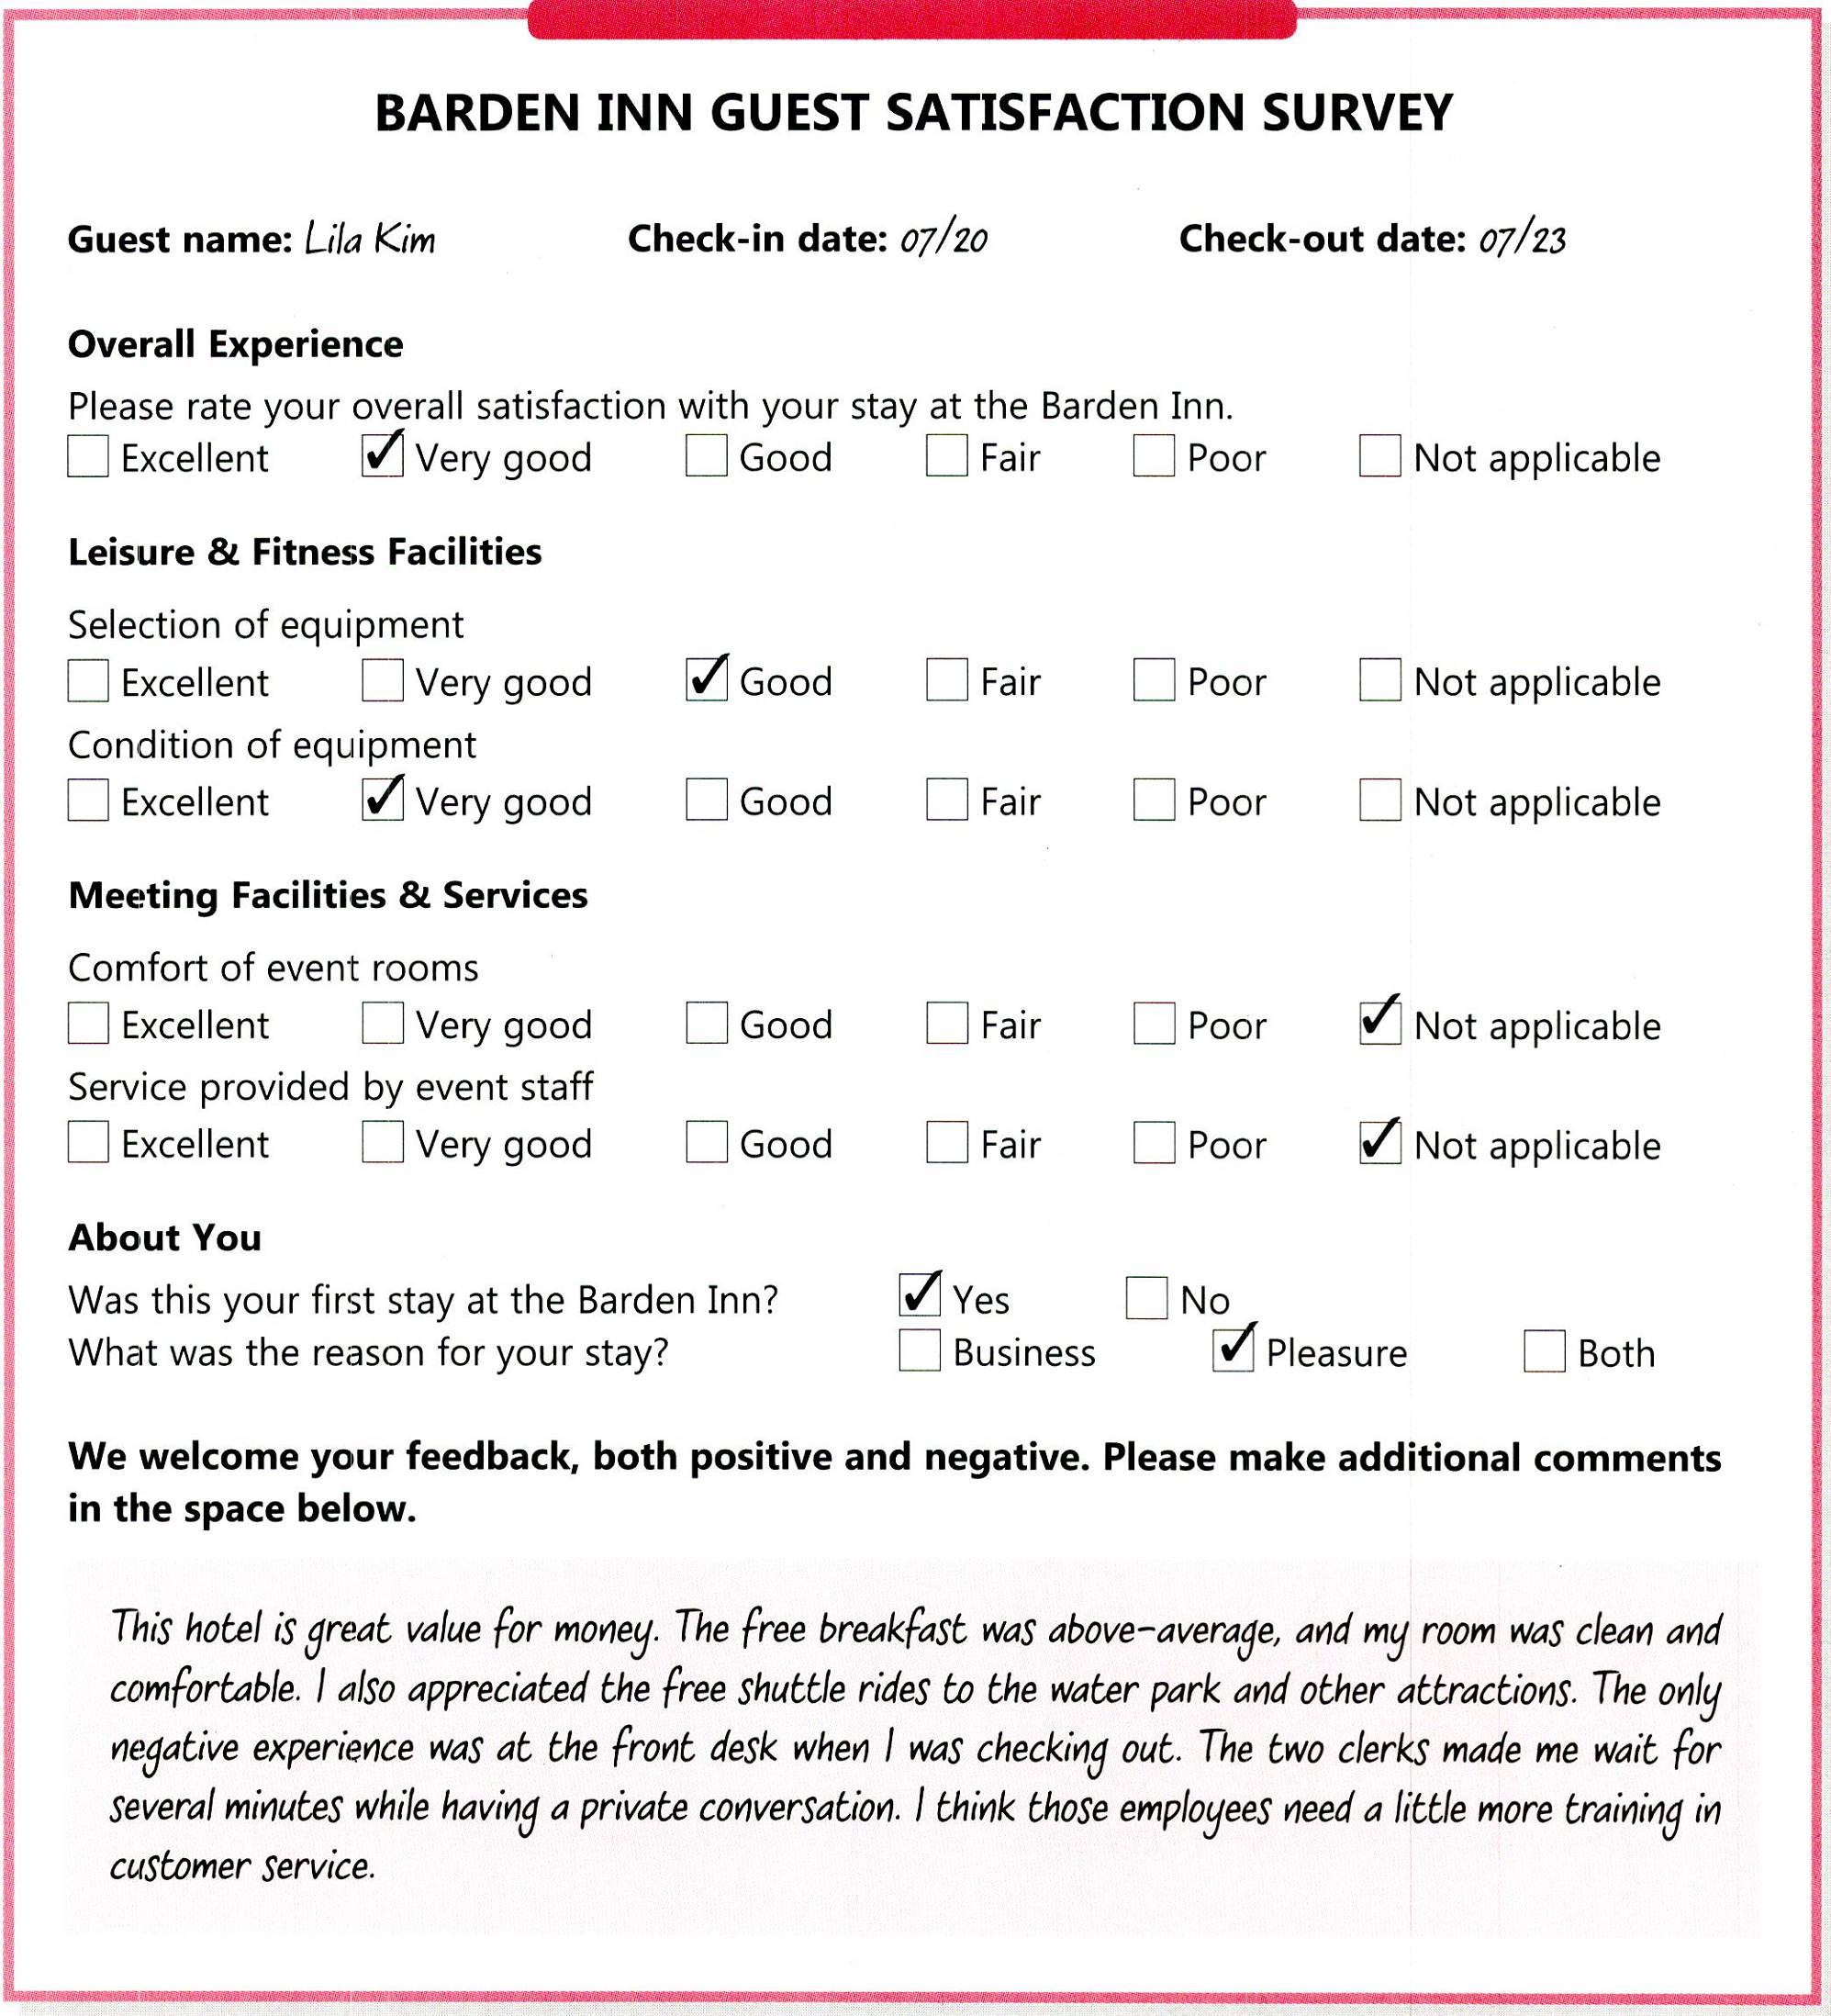 BARDEN INN GUEST SATISFACTION SURVEY
Guest name: Lila Kim Check-in date: 07/20 Check-out date: 07/23
Overall Experience
Please rate your overall satisfaction with your stay at the Barden Inn.
☐ Excellent ☑ Very good ☐ Good ☐ Fair ☐ Poor ☐ Not applicable
Leisure & Fitness Facilities
Selection of equipment
☐ Excellent ☐ Very good ☑ Good ☐ Fair ☐ Poor ☐ Not applicable
Condition of equipment
☐ Excellent ☑ Very good ☐ Good ☐ Fair ☐ Poor ☐ Not applicable
Meeting Facilities & Services
Comfort of event rooms
☐ Excellent ☐ Very good ☐ Good ☐ Fair ☐ Poor ☑ Not applicable
Service provided by event staff
☐ Excellent ☐ Very good ☐ Good ☐ Fair ☐ Poor ☑ Not applicable
About You
Was this your first stay at the Barden Inn? ☑ Yes ☐ No
What was the reason for your stay? ☐ Business ☑ Pleasure ☐ Both
We welcome your feedback, both positive and negative. Please make additional comments
in the space below.
This hotel is great value for money. The free breakfast was above-average, and my room was clean and
comfortable. I also appreciated the free shuttle rides to the water park and other attractions. The only
negative experience was at the front desk when I was checking out. The two clerks made me wait for
several minutes while having a private conversation. I think those employees need a little more training in
customer service.